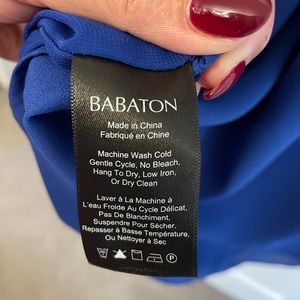 BABATON
Made in China
Fabriqué en Chine
Machine Wash Cold
Gentle Cycle, No Bleach,
Hang To Dry, Low Iron,
Or Dry Clean
Laver À La Machine À
L'eau Froide Au Cycle Délicat,
Pas De Blanchiment,
Suspendre Pour Sécher.
Repasser à Basse Température.
Ou Nettoyer à Sec